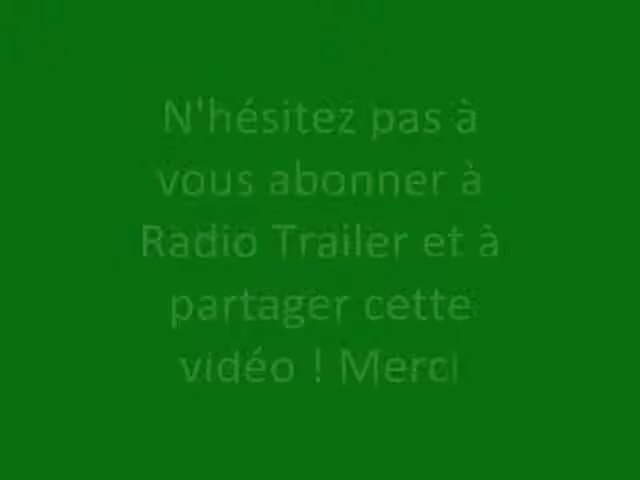 N'hésitez pas à
vous abonner à
Radio Trailer et à
partager cette
vidéo ! Merci